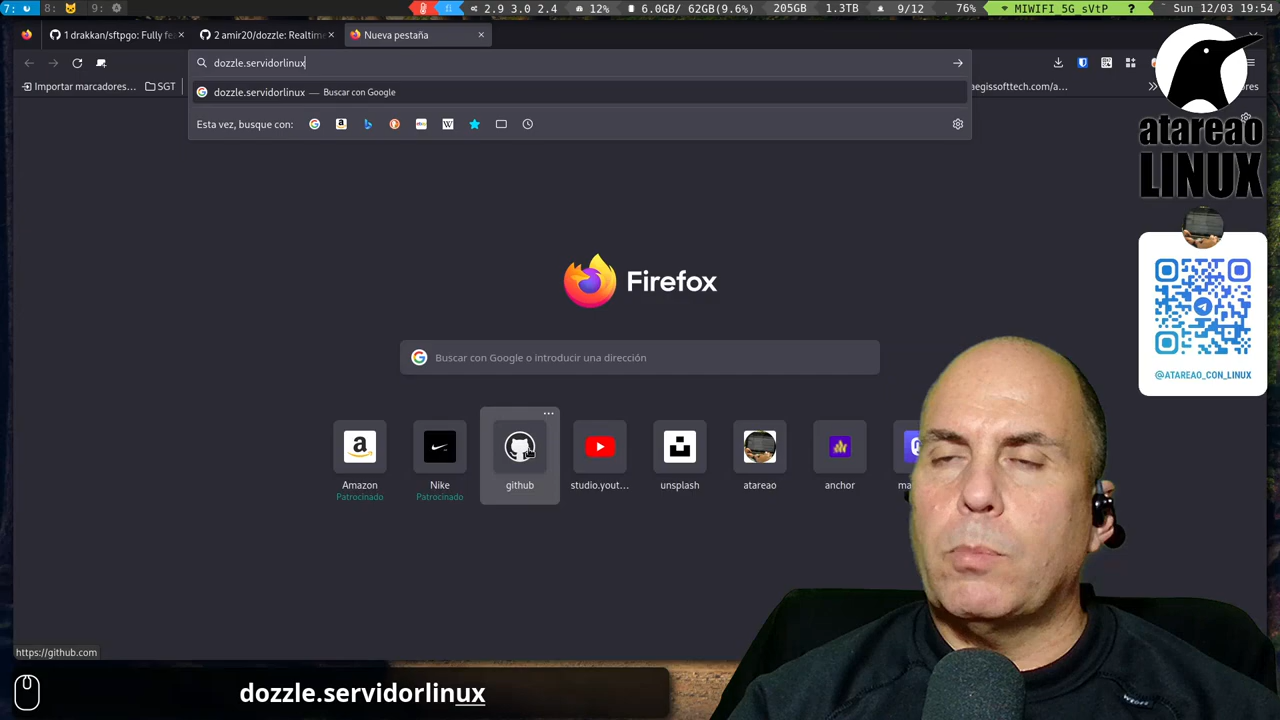 7:
8:
9:
2.9 3.0 2.4
12%
6.0GB/ 62GB(9.6%)
205GB
1.3TB
9/12
76%
MIWIFI_5G_sVtP
?
Sun 12/03 19:54
1 drakkan/sftpgo: Fully fe
2 amir20/dozzle: Realtime
Nueva pestaña
dozzle.servidorlinux
Importar marcadores...
SGT
aegissofttech.com/a...
dozzle.servidorlinux — Buscar con Google
Esta vez, busque con:
atareao
LINUX
Firefox
Buscar con Google o introducir una dirección
@ATAREAO_CON_LINUX
Amazon
Patrocinado
Nike
Patrocinado
github
studio.yout...
unsplash
atareao
anchor
https://github.com
dozzle.servidorlinux